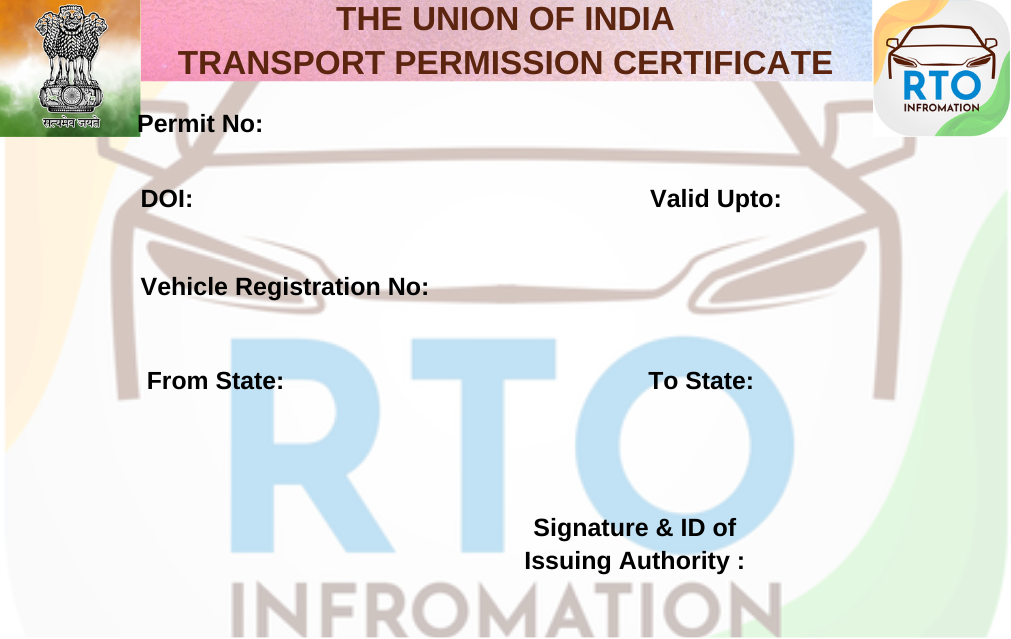 THE UNION OF INDIA
TRANSPORT PERMISSION CERTIFICATE
सत्यमेव जयते
RTO
INFROMATION
Permit No:
DOI:
Valid Upto:
Vehicle Registration No:
From State:
To State:
RTO
Signature & ID of
Issuing Authority :
INFROMATION